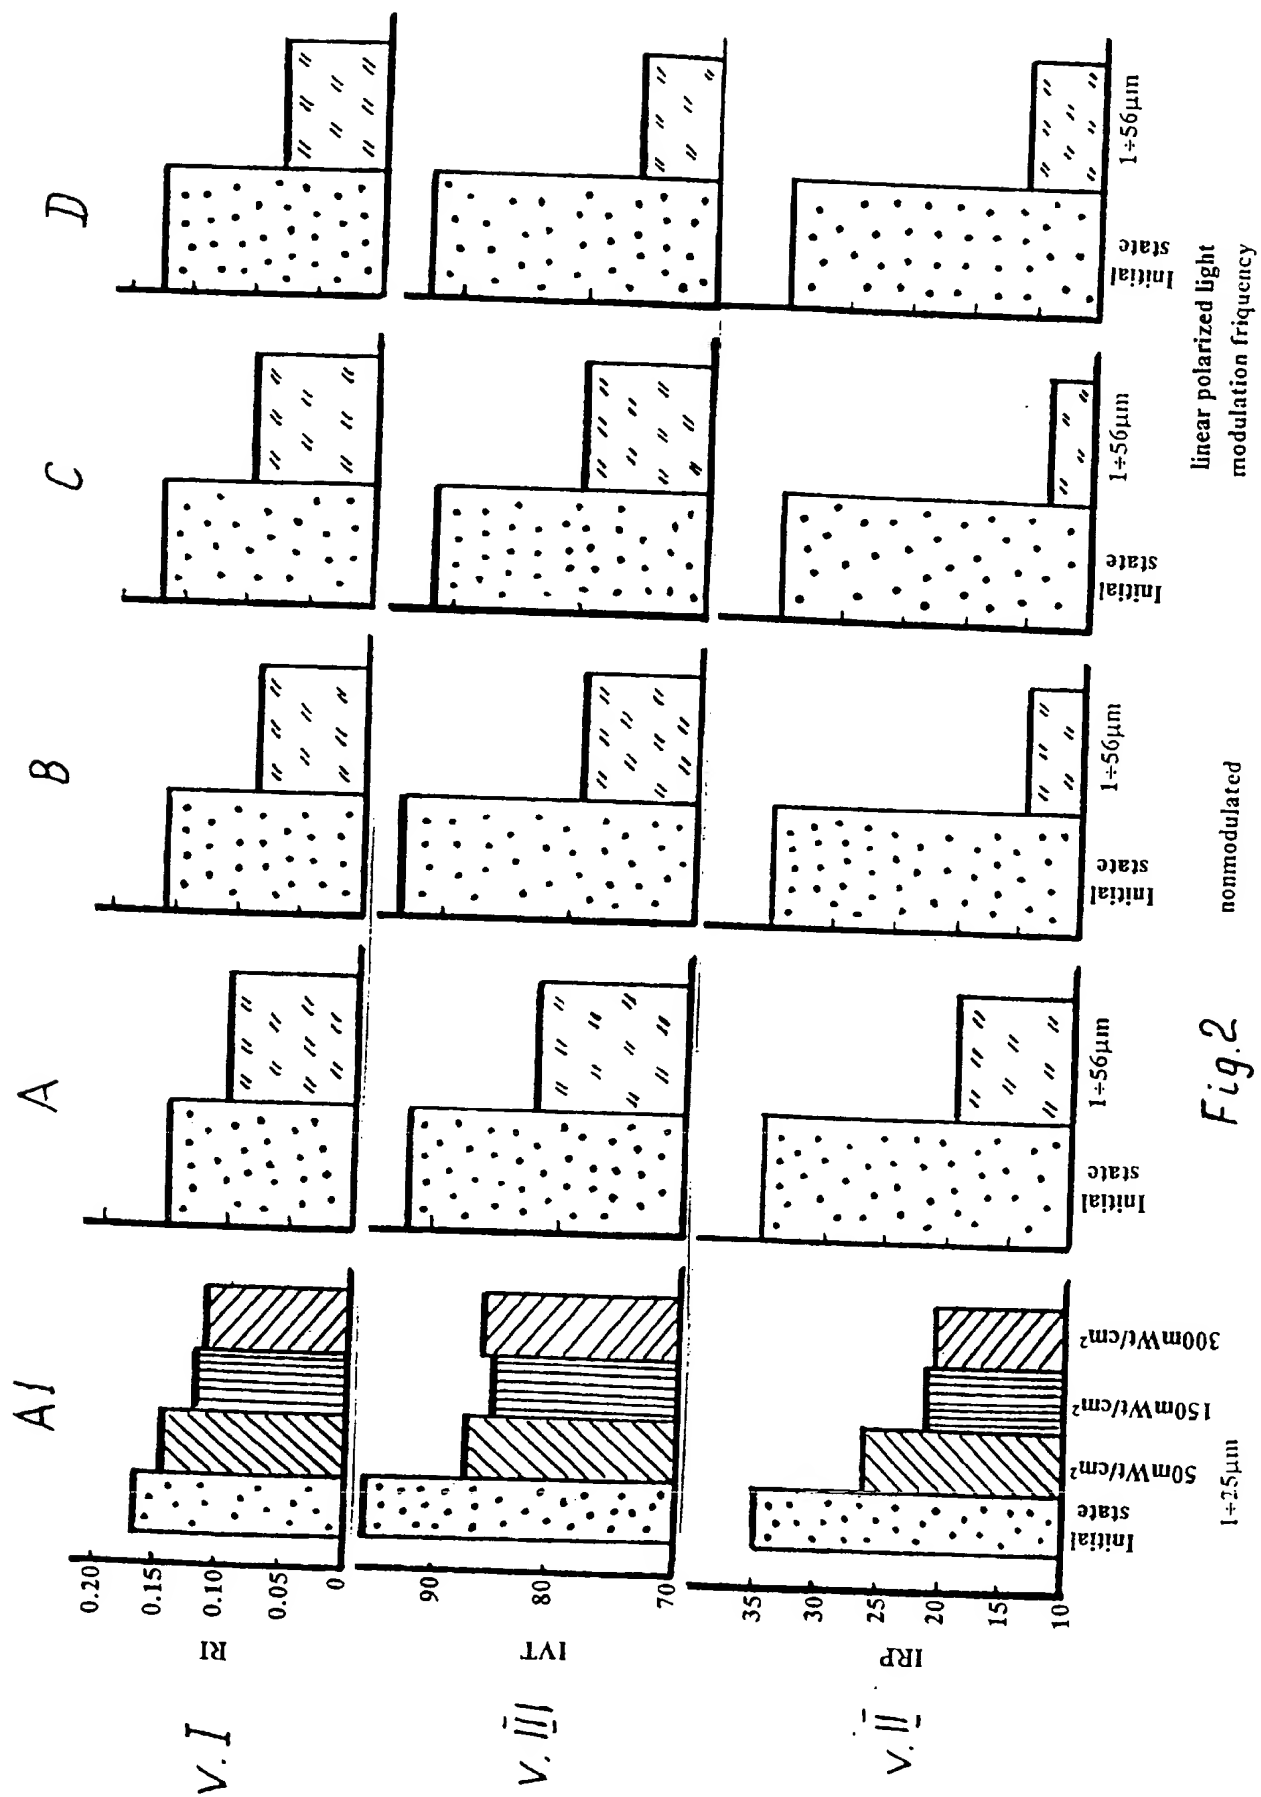 A1
A
B
C
D
V. I
RI
0.20
0.15
0.10
0.05
0
V. III
IVT
90
80
70
V. II
IRP
35
30
25
20
15
10
Initial
state
50mWt/cm²
150mWt/cm²
300mWt/cm²
1÷25µm
Initial
state
1÷56µm
Initial
state
1÷56µm
Initial
state
1÷56µm
Initial
state
1÷56µm
nonmodulated
linear polarized light
modulation friquency
Fig.2